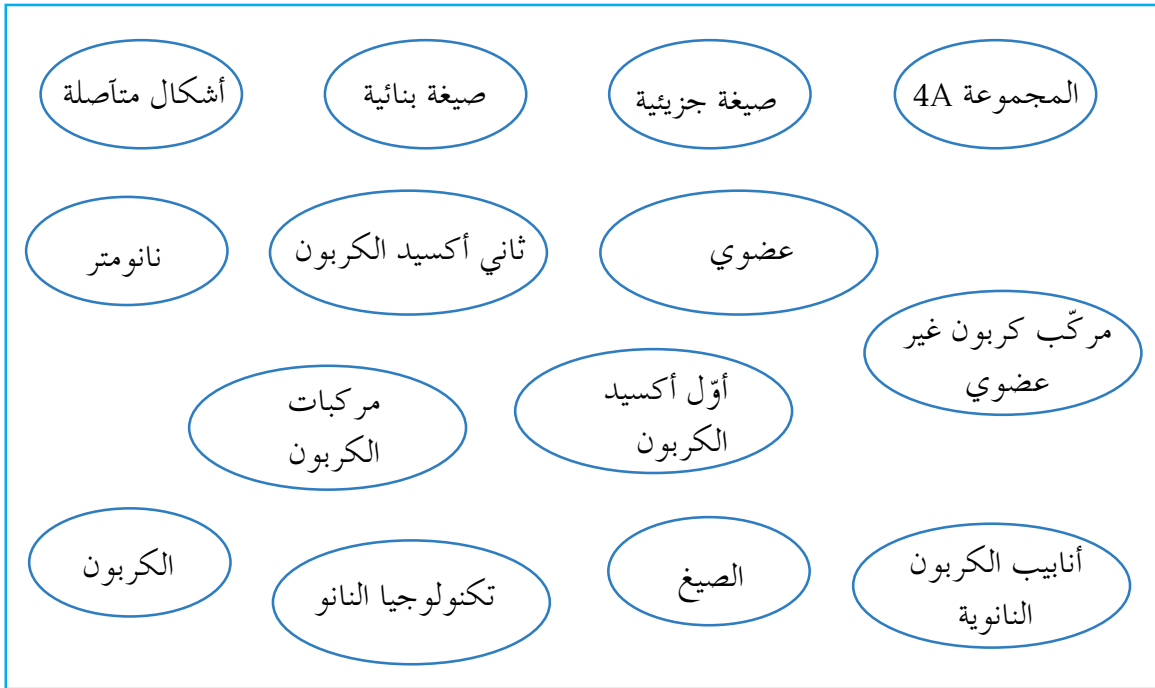 المجموعة 4A
صيغة جزيئية
صيغة بنائية
أشكال متآصلة
عضوي
ثاني أكسيد الكربون
نانومتر
مركّب كربون غير
عضوي
أوّل أكسيد
الكربون
مركبات
الكربون
أنابيب الكربون
النانوية
الصيغ
تكنولوجيا النانو
الكربون